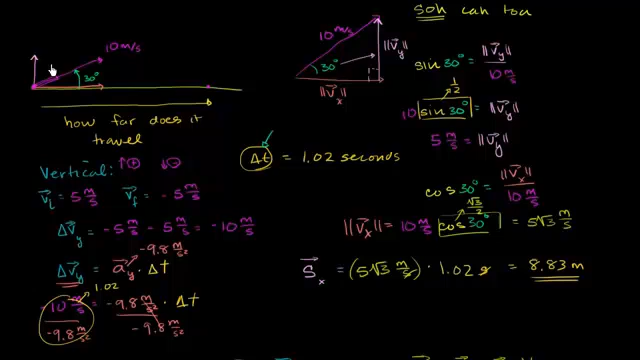 10 m/s
30°
how far does it
travel
Vertical: ↑⊕ ↓⊖
v⃗i = 5 m/s v⃗f = -5 m/s
Δv⃗y = -5 m/s - 5 m/s = -10 m/s
-9.8 m/s²
Δv⃗y = a⃗y · Δt
1.02
-10 m/s = -9.8 m/s² · Δt
-9.8 m/s² -9.8 m/s²
10 m/s
30°
||v⃗y||
||v⃗x||
Δt = 1.02 seconds
soh cah toa
sin 30° = ||v⃗y|| / 10 m/s
1/2
10 sin 30° = ||v⃗y||
5 m/s = ||v⃗y||
cos 30° = ||v⃗x|| / 10 m/s
√3/2
||v⃗x|| = 10 m/s cos 30° = 5√3 m/s
S⃗x = (5√3 m/s) · 1.02 s = 8.83 m